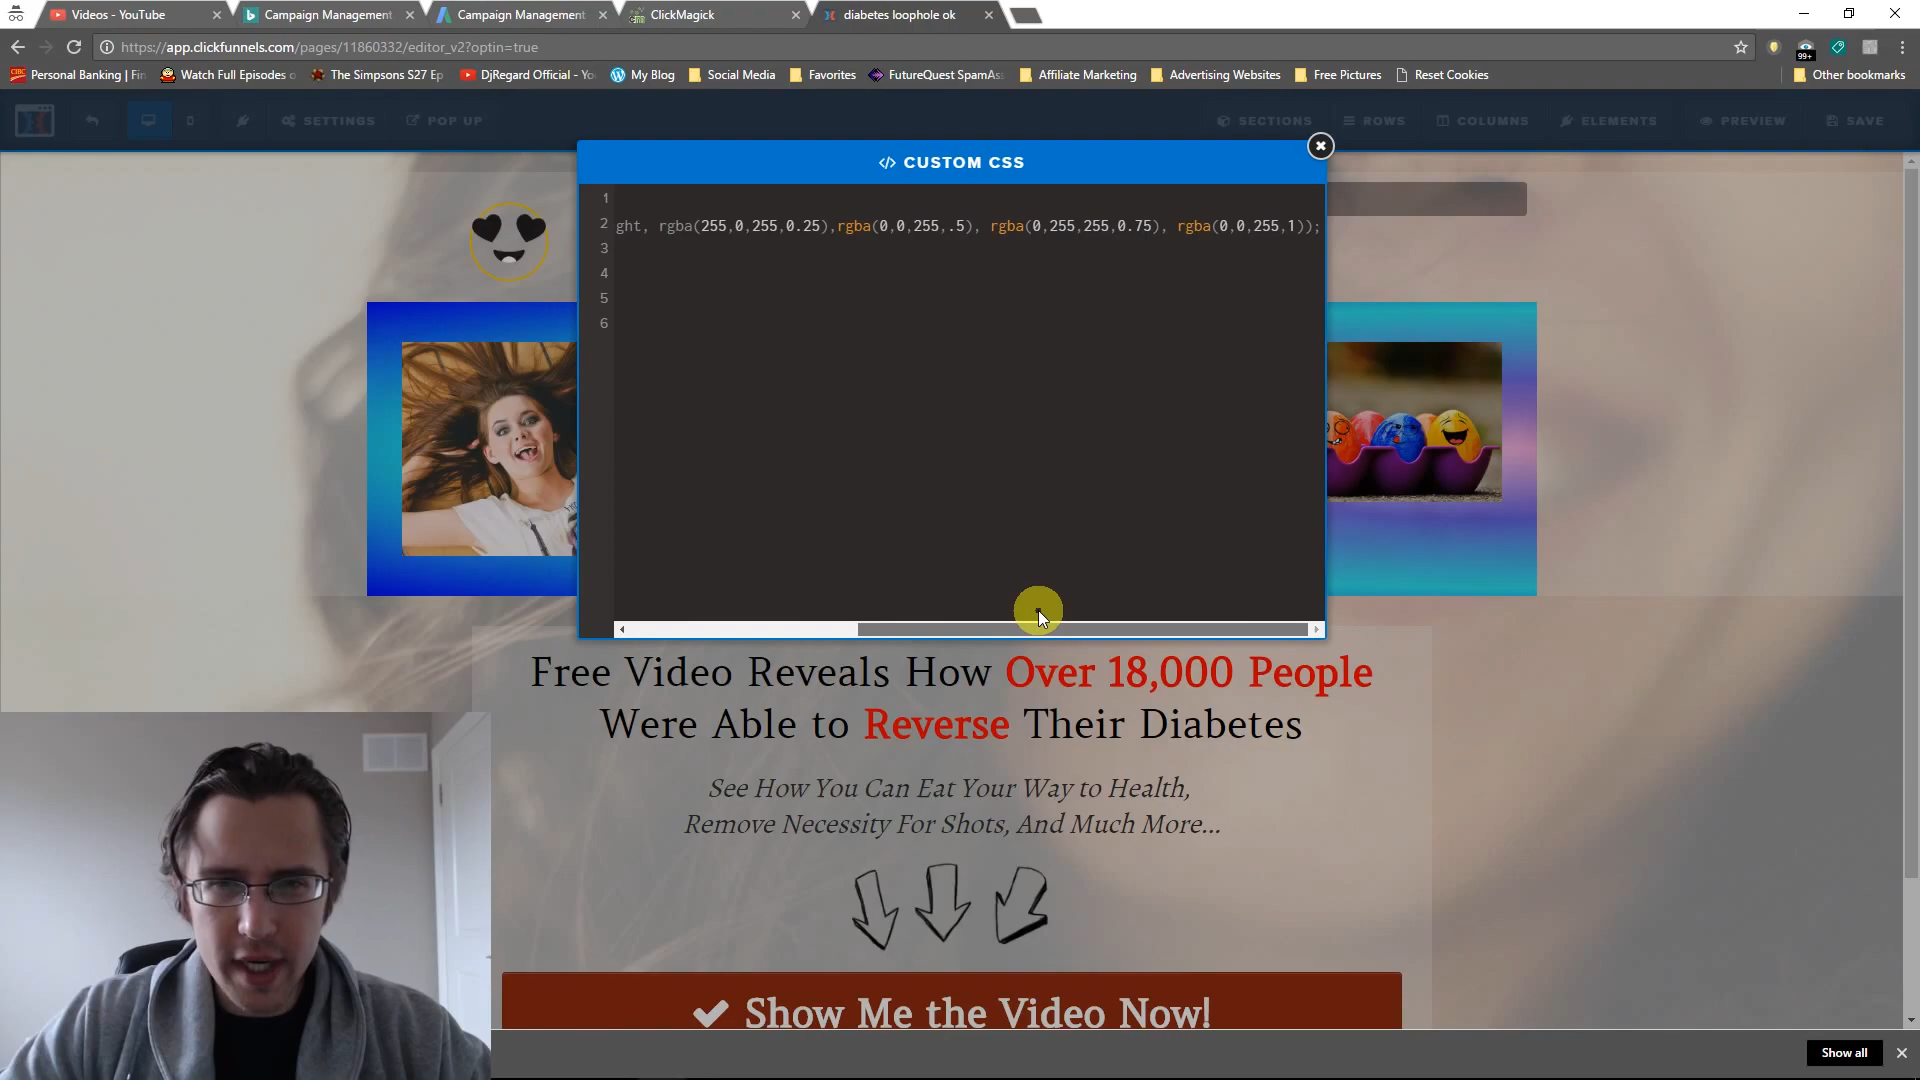 Videos - YouTube
Campaign Management
Campaign Management
ClickMagick
diabetes loophole ok
https://app.clickfunnels.com/pages/11860332/editor_v2?optin=true
99+
CIBC Personal Banking | Fin
Watch Full Episodes o
The Simpsons S27 Ep
DjRegard Official - Yo
My Blog
Social Media
Favorites
FutureQuest SpamAss
Affiliate Marketing
Advertising Websites
Free Pictures
Reset Cookies
Other bookmarks
SETTINGS
POP UP
SECTIONS
ROWS
COLUMNS
ELEMENTS
PREVIEW
SAVE
</> CUSTOM CSS
1
2 ght, rgba(255,0,255,0.25),rgba(0,0,255,.5), rgba(0,255,255,0.75), rgba(0,0,255,1));
3
4
5
6
Free Video Reveals How Over 18,000 People
Were Able to Reverse Their Diabetes
See How You Can Eat Your Way to Health,
Remove Necessity For Shots, And Much More...
Show Me the Video Now!
Show all